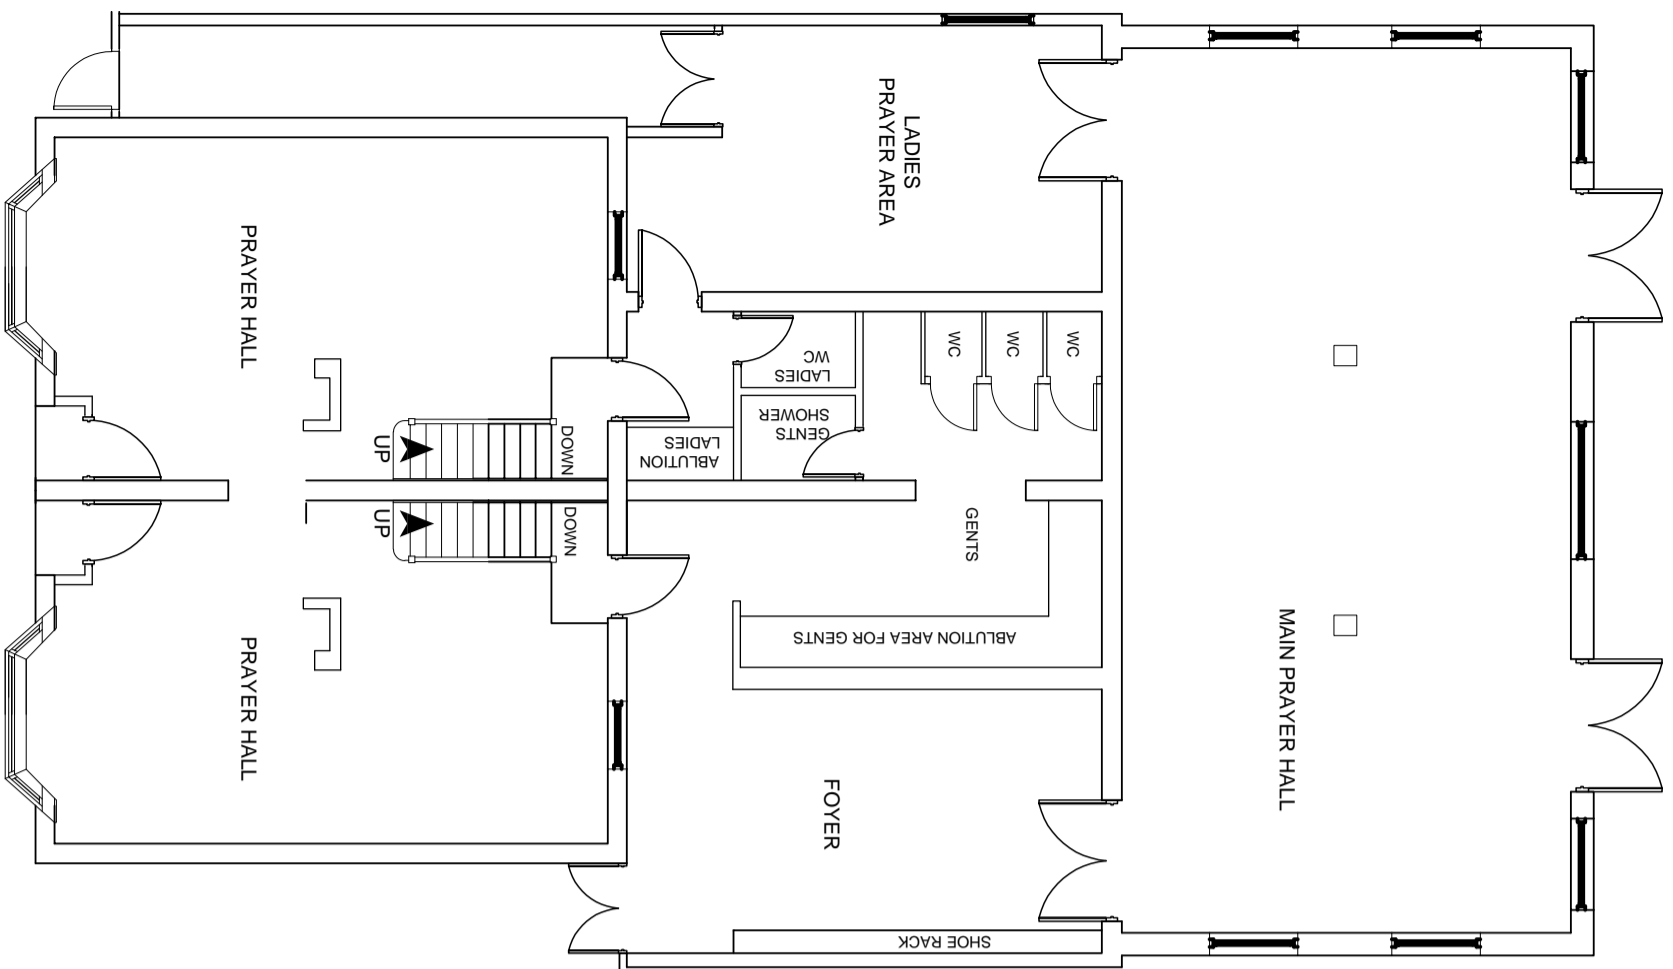 LADIES
PRAYER AREA
PRAYER HALL
WC
WC
WC
LADIES
WC
GENTS
SHOWER
ABLUTION
LADIES
DOWN
UP
DOWN
UP
GENTS
ABLUTION AREA FOR GENTS
MAIN PRAYER HALL
PRAYER HALL
FOYER
SHOE RACK